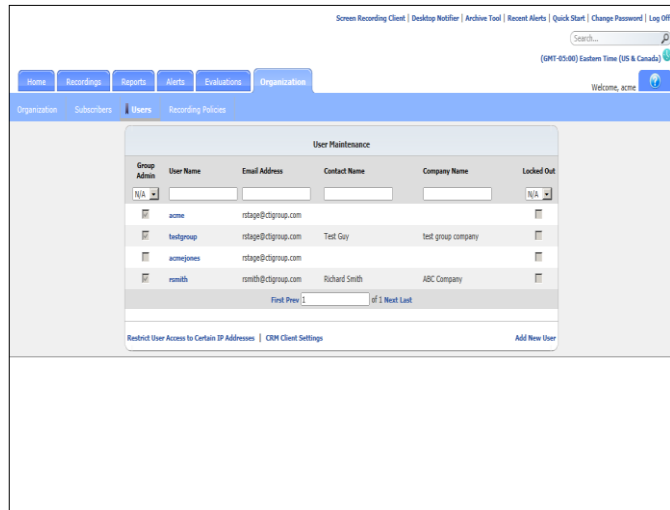 Screen Recording Client | Desktop Notifier | Archive Tool | Recent Alerts | Quick Start | Change Password | Log Off
Search...
(GMT-05:00) Eastern Time (US & Canada)
Home Recordings Reports Alerts Evaluations Organization
Welcome, acme
Organization Subscribers Users Recording Policies
User Maintenance
Group Admin User Name Email Address Contact Name Company Name Locked Out
N/A N/A
acme rstage@ctigroup.com
testgroup rstage@ctigroup.com Test Guy test group company
acmejones rstage@ctigroup.com
rsmith rsmith@ctigroup.com Richard Smith ABC Company
First Prev 1 of 1 Next Last
Restrict User Access to Certain IP Addresses | CRM Client Settings Add New User